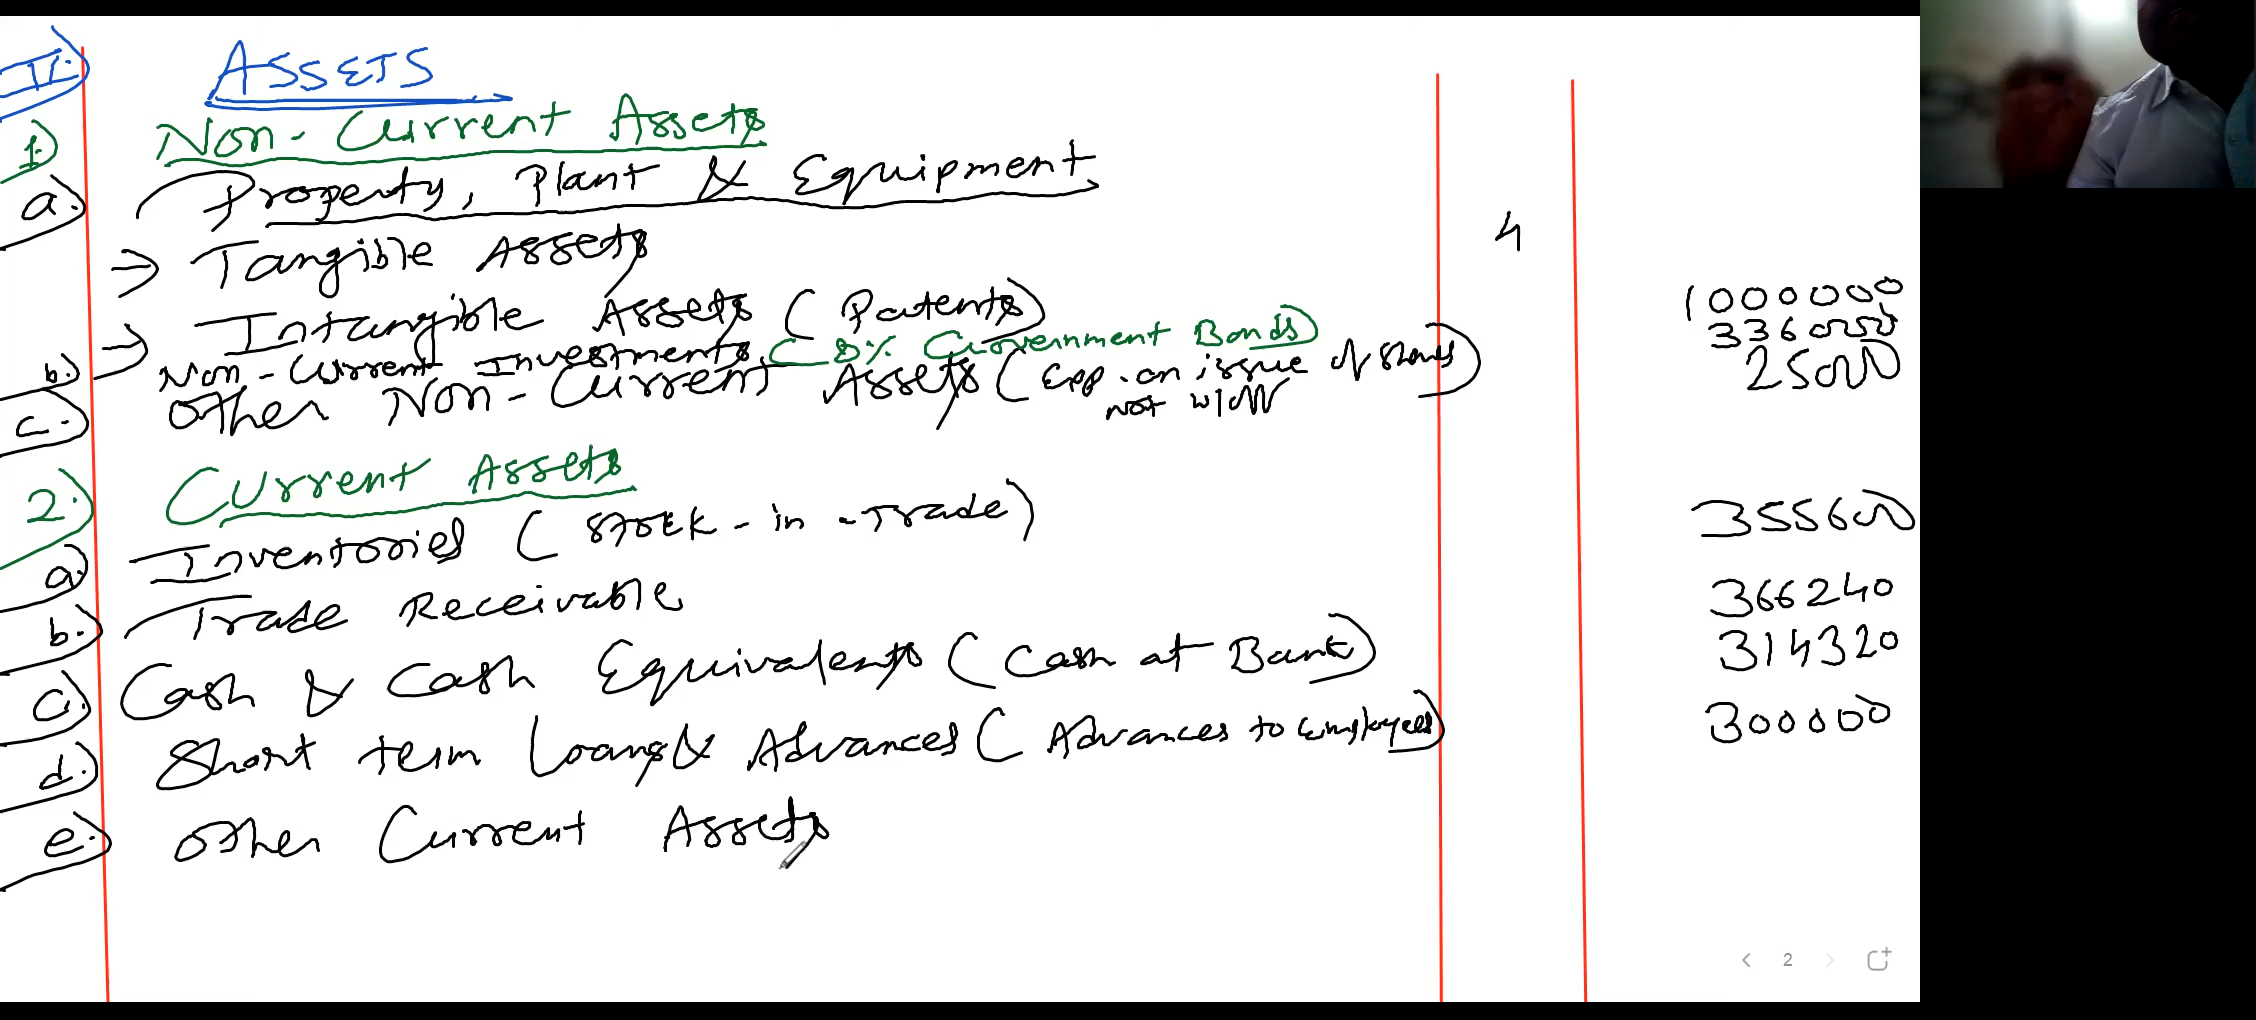 II. ASSETS
1) Non-Current Assets
a. Property, Plant & Equipment
→ Tangible Assets 4
→ Intangible Assets (Patents) 1000000
b.) Non-Current Investments (8% Government Bonds) 336000
c. Other Non-Current Assets (Exp. on issue of shares not w/off) 25000
2. Current Assets
a) Inventories (Stock-in-Trade) 355600
b. Trade Receivable 366240
c) Cash & Cash Equivalents (Cash at Bank) 314320
d. Short term Loans & Advances (Advances to Employees) 300000
e. Other Current Assets
< 2 >